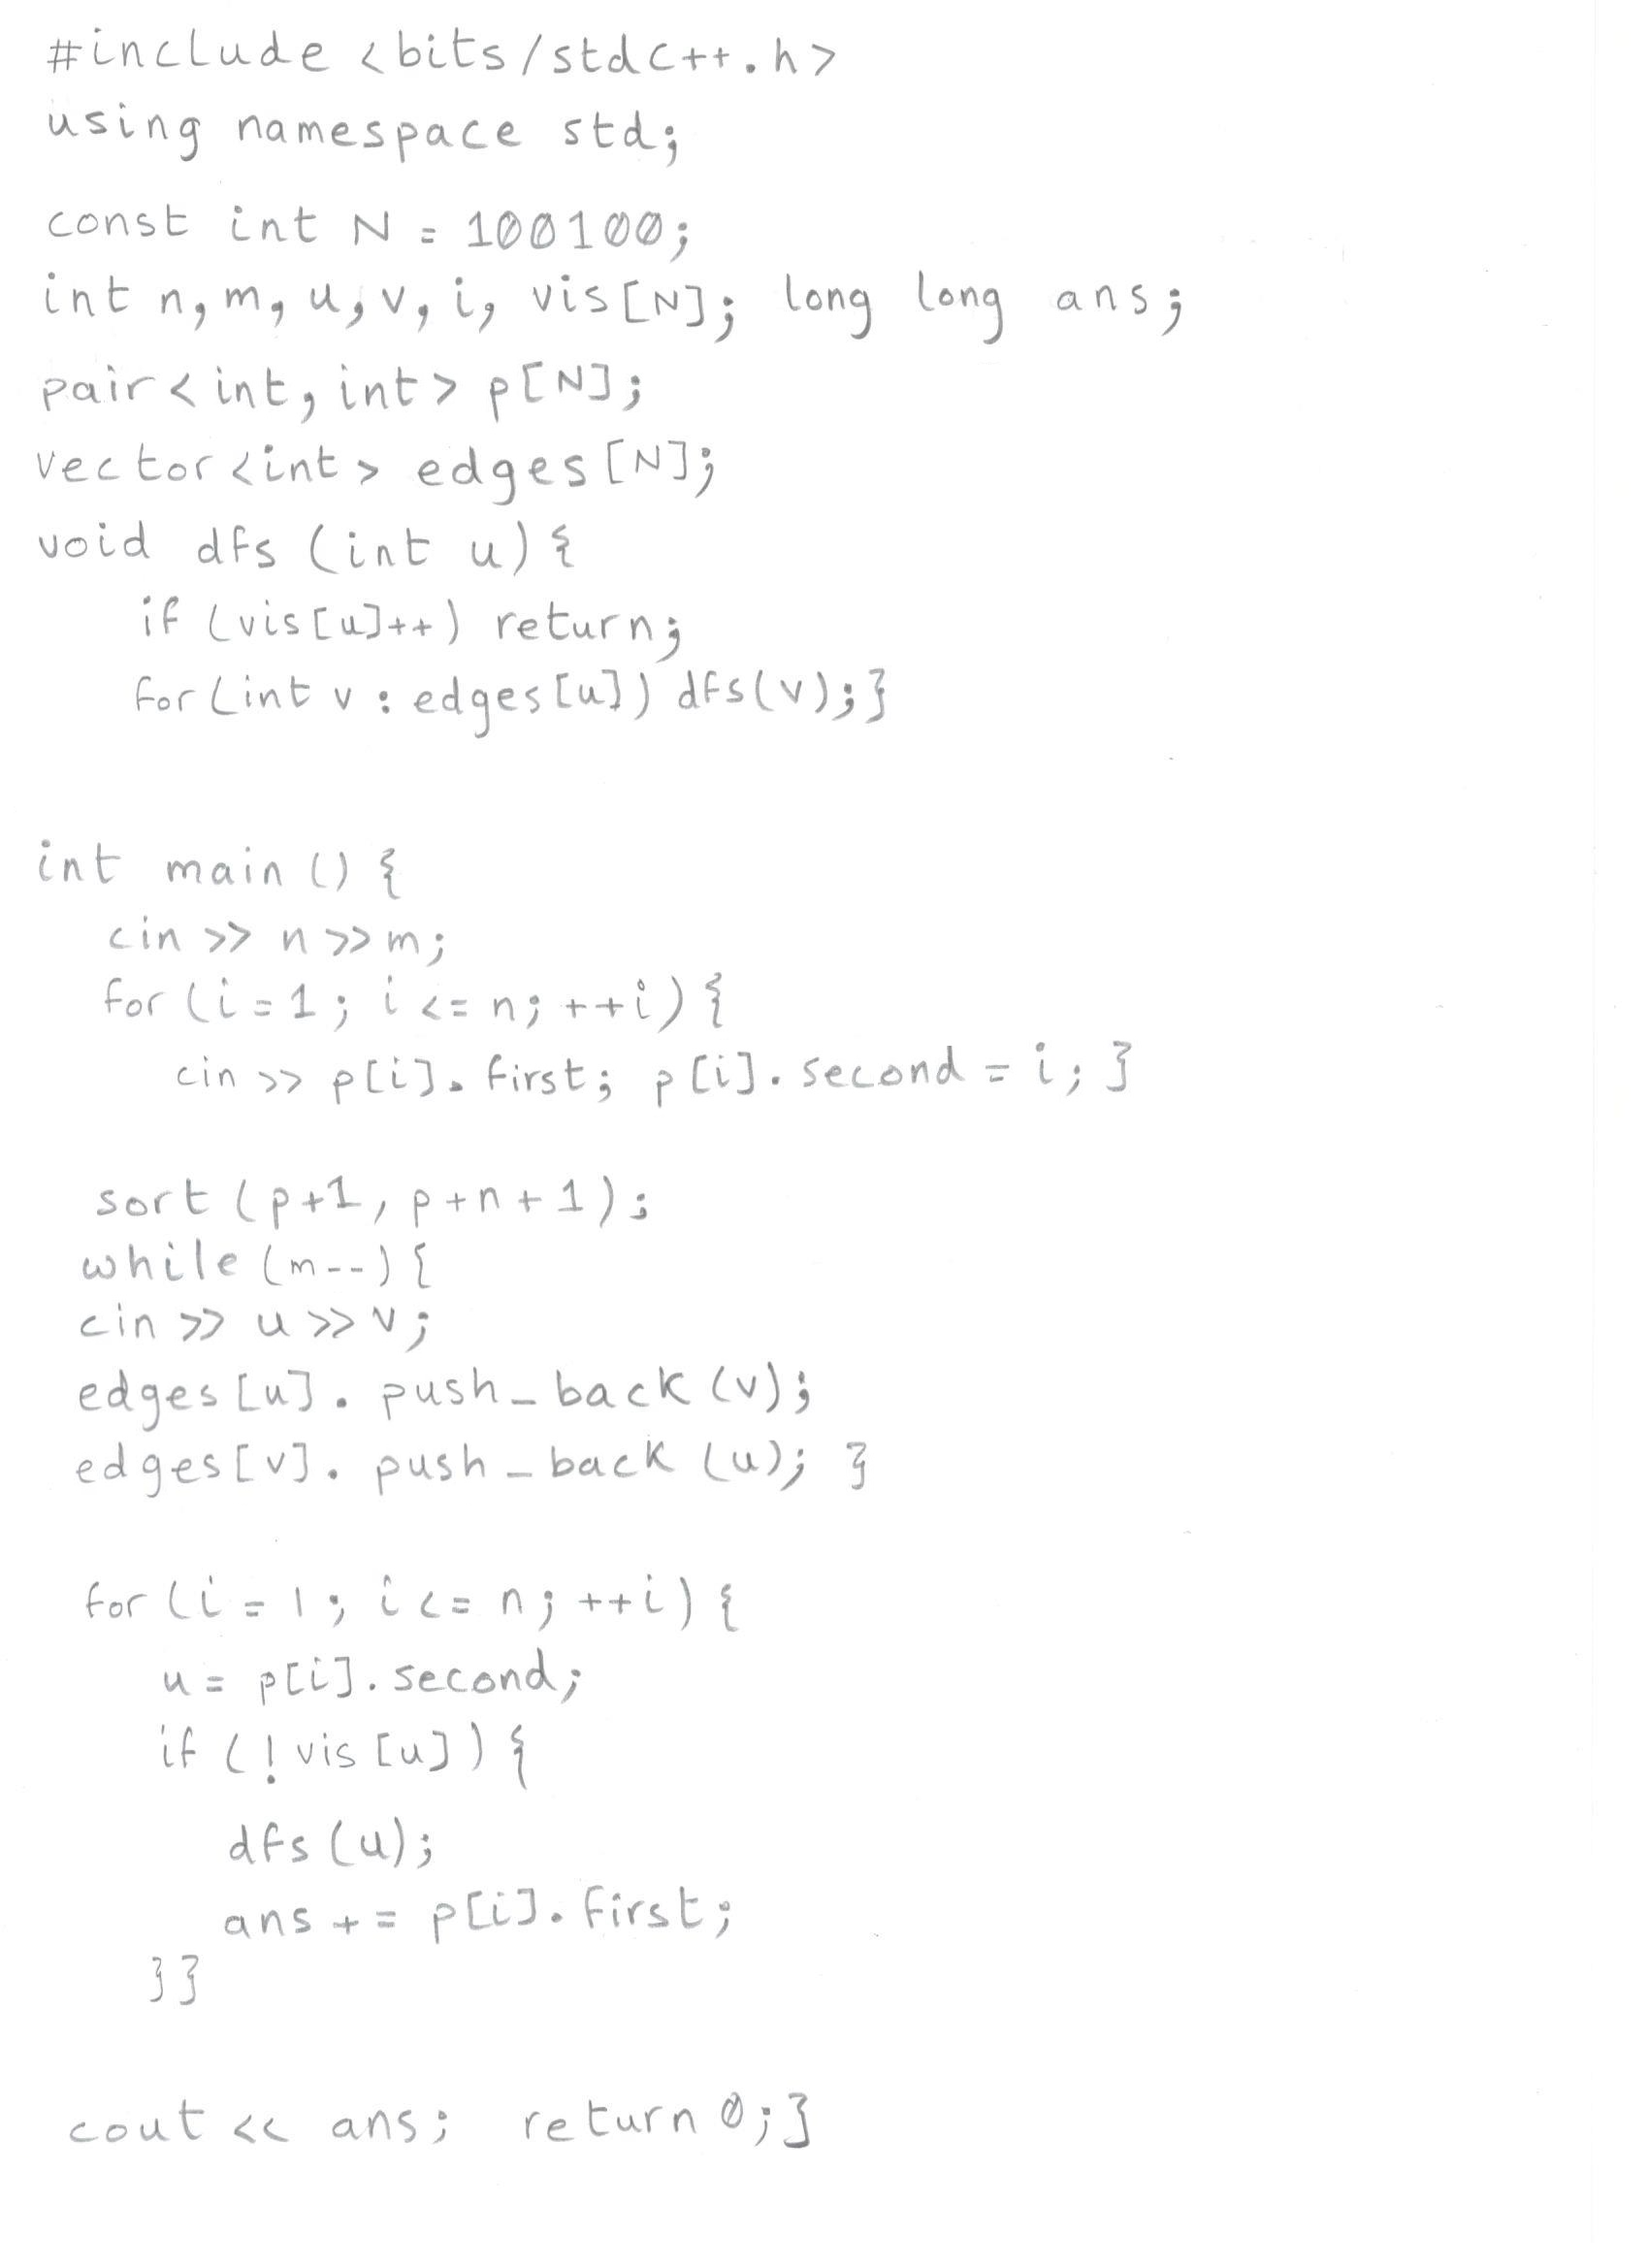 #include <bits/stdc++.h>
using namespace std;
const int N = 100100;
int n, m, u, v, i, vis[N]; long long ans;
pair<int, int> p[N];
vector<int> edges[N];
void dfs (int u) {
if (vis[u]++) return;
for (int v : edges[u]) dfs(v);}
int main () {
cin >> n >> m;
for (i = 1; i <= n; ++i) {
cin >> p[i].first; p[i].second = i; }
sort (p+1, p+n+1);
while (m--) {
cin >> u >> v;
edges[u].push_back (v);
edges[v].push_back (u); }
for (i = 1; i <= n; ++i) {
u = p[i].second;
if (!vis[u]) {
dfs (u);
ans += p[i].first;
}}
cout << ans; return 0;}